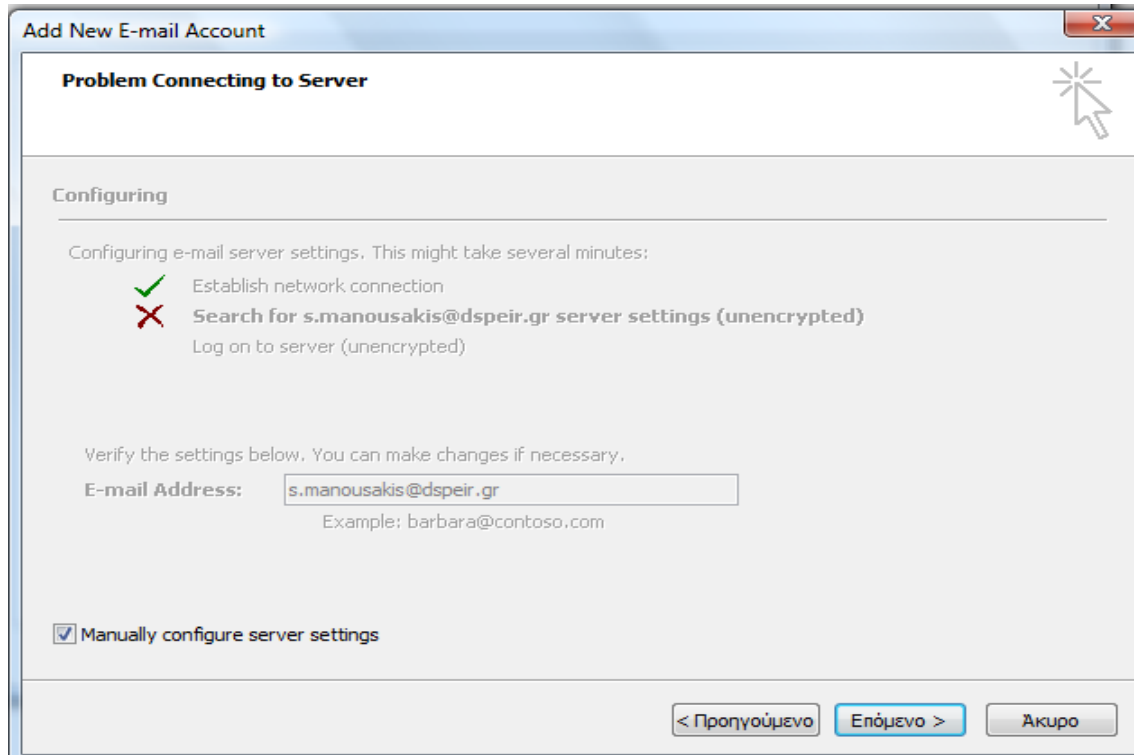 Add New E-mail Account
Problem Connecting to Server
Configuring
Configuring e-mail server settings. This might take several minutes:
Establish network connection
Search for s.manousakis@dspeir.gr server settings (unencrypted)
Log on to server (unencrypted)
Verify the settings below. You can make changes if necessary.
E-mail Address: s.manousakis@dspeir.gr
Example: barbara@contoso.com
Manually configure server settings
< Προηγούμενο Επόμενο > Άκυρο